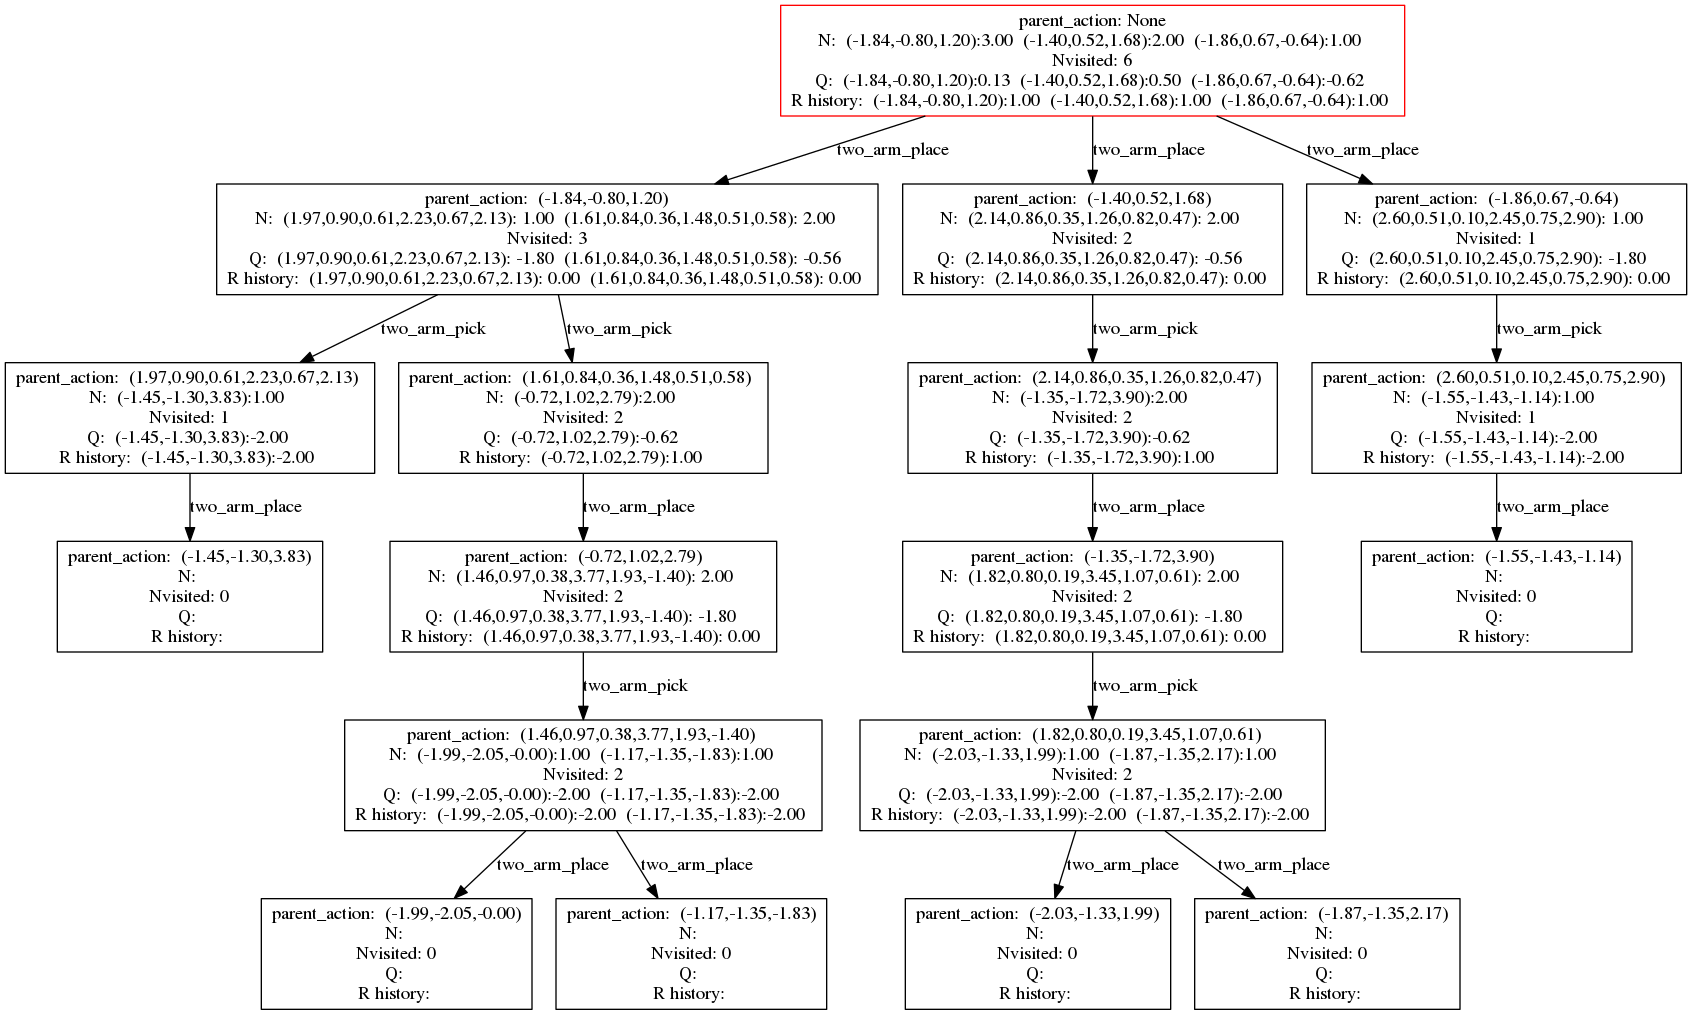 parent_action: None
N: (-1.84,-0.80,1.20):3.00 (-1.40,0.52,1.68):2.00 (-1.86,0.67,-0.64):1.00
Nvisited: 6
Q: (-1.84,-0.80,1.20):0.13 (-1.40,0.52,1.68):0.50 (-1.86,0.67,-0.64):-0.62
R history: (-1.84,-0.80,1.20):1.00 (-1.40,0.52,1.68):1.00 (-1.86,0.67,-0.64):1.00
two_arm_place
two_arm_place
two_arm_place
parent_action: (-1.84,-0.80,1.20)
N: (1.97,0.90,0.61,2.23,0.67,2.13): 1.00 (1.61,0.84,0.36,1.48,0.51,0.58): 2.00
Nvisited: 3
Q: (1.97,0.90,0.61,2.23,0.67,2.13): -1.80 (1.61,0.84,0.36,1.48,0.51,0.58): -0.56
R history: (1.97,0.90,0.61,2.23,0.67,2.13): 0.00 (1.61,0.84,0.36,1.48,0.51,0.58): 0.00
parent_action: (-1.40,0.52,1.68)
N: (2.14,0.86,0.35,1.26,0.82,0.47): 2.00
Nvisited: 2
Q: (2.14,0.86,0.35,1.26,0.82,0.47): -0.56
R history: (2.14,0.86,0.35,1.26,0.82,0.47): 0.00
parent_action: (-1.86,0.67,-0.64)
N: (2.60,0.51,0.10,2.45,0.75,2.90): 1.00
Nvisited: 1
Q: (2.60,0.51,0.10,2.45,0.75,2.90): -1.80
R history: (2.60,0.51,0.10,2.45,0.75,2.90): 0.00
two_arm_pick
two_arm_pick
two_arm_pick
two_arm_pick
parent_action: (1.97,0.90,0.61,2.23,0.67,2.13)
N: (-1.45,-1.30,3.83):1.00
Nvisited: 1
Q: (-1.45,-1.30,3.83):-2.00
R history: (-1.45,-1.30,3.83):-2.00
parent_action: (1.61,0.84,0.36,1.48,0.51,0.58)
N: (-0.72,1.02,2.79):2.00
Nvisited: 2
Q: (-0.72,1.02,2.79):-0.62
R history: (-0.72,1.02,2.79):1.00
parent_action: (2.14,0.86,0.35,1.26,0.82,0.47)
N: (-1.35,-1.72,3.90):2.00
Nvisited: 2
Q: (-1.35,-1.72,3.90):-0.62
R history: (-1.35,-1.72,3.90):1.00
parent_action: (2.60,0.51,0.10,2.45,0.75,2.90)
N: (-1.55,-1.43,-1.14):1.00
Nvisited: 1
Q: (-1.55,-1.43,-1.14):-2.00
R history: (-1.55,-1.43,-1.14):-2.00
two_arm_place
two_arm_place
two_arm_place
two_arm_place
parent_action: (-1.45,-1.30,3.83)
N:
Nvisited: 0
Q:
R history:
parent_action: (-0.72,1.02,2.79)
N: (1.46,0.97,0.38,3.77,1.93,-1.40): 2.00
Nvisited: 2
Q: (1.46,0.97,0.38,3.77,1.93,-1.40): -1.80
R history: (1.46,0.97,0.38,3.77,1.93,-1.40): 0.00
parent_action: (-1.35,-1.72,3.90)
N: (1.82,0.80,0.19,3.45,1.07,0.61): 2.00
Nvisited: 2
Q: (1.82,0.80,0.19,3.45,1.07,0.61): -1.80
R history: (1.82,0.80,0.19,3.45,1.07,0.61): 0.00
parent_action: (-1.55,-1.43,-1.14)
N:
Nvisited: 0
Q:
R history:
two_arm_pick
two_arm_pick
parent_action: (1.46,0.97,0.38,3.77,1.93,-1.40)
N: (-1.99,-2.05,-0.00):1.00 (-1.17,-1.35,-1.83):1.00
Nvisited: 2
Q: (-1.99,-2.05,-0.00):-2.00 (-1.17,-1.35,-1.83):-2.00
R history: (-1.99,-2.05,-0.00):-2.00 (-1.17,-1.35,-1.83):-2.00
parent_action: (1.82,0.80,0.19,3.45,1.07,0.61)
N: (-2.03,-1.33,1.99):1.00 (-1.87,-1.35,2.17):1.00
Nvisited: 2
Q: (-2.03,-1.33,1.99):-2.00 (-1.87,-1.35,2.17):-2.00
R history: (-2.03,-1.33,1.99):-2.00 (-1.87,-1.35,2.17):-2.00
two_arm_place
two_arm_place
two_arm_place
two_arm_place
parent_action: (-1.99,-2.05,-0.00)
N:
Nvisited: 0
Q:
R history:
parent_action: (-1.17,-1.35,-1.83)
N:
Nvisited: 0
Q:
R history:
parent_action: (-2.03,-1.33,1.99)
N:
Nvisited: 0
Q:
R history:
parent_action: (-1.87,-1.35,2.17)
N:
Nvisited: 0
Q:
R history: